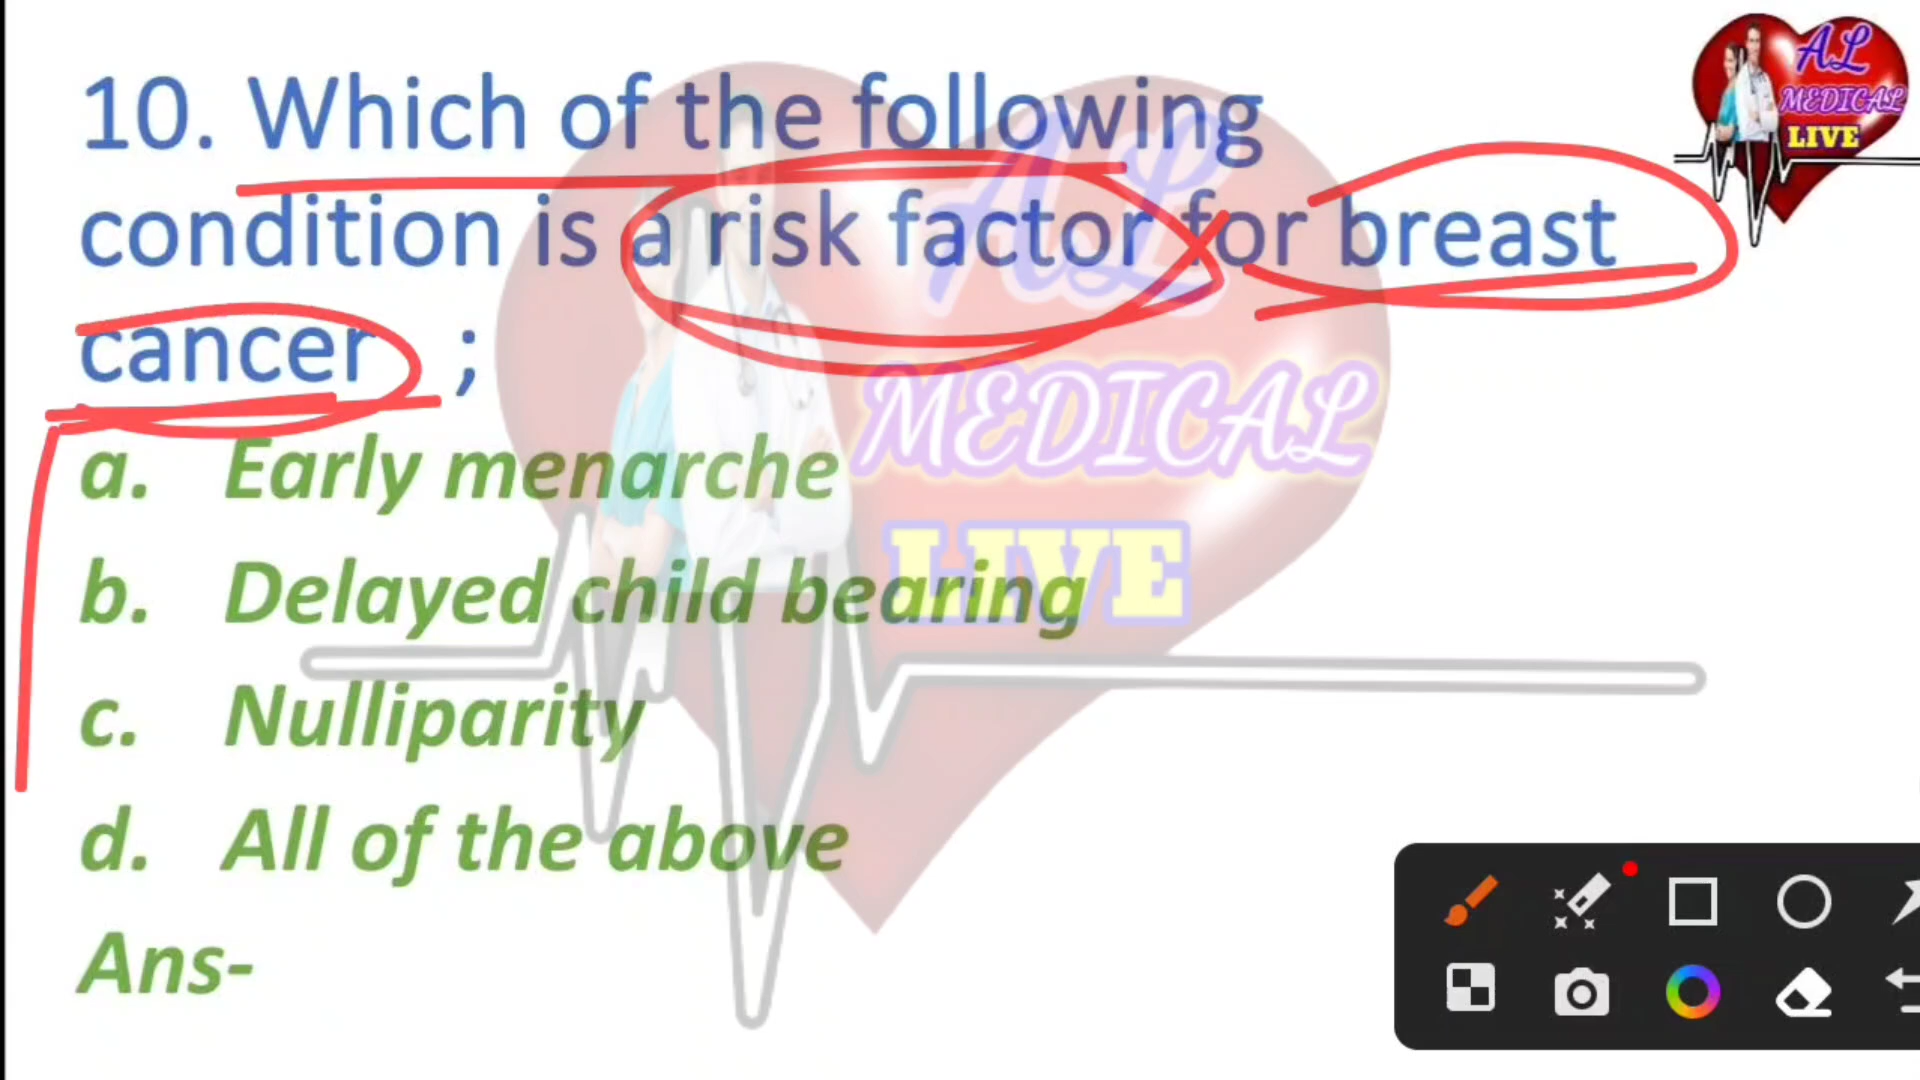 10. Which of the following
condition is a risk factor for breast
cancer ;
a. Early menarche
b. Delayed child bearing
c. Nulliparity
d. All of the above
Ans-
AL
MEDICAL
LIVE
AL
MEDICAL
LIVE